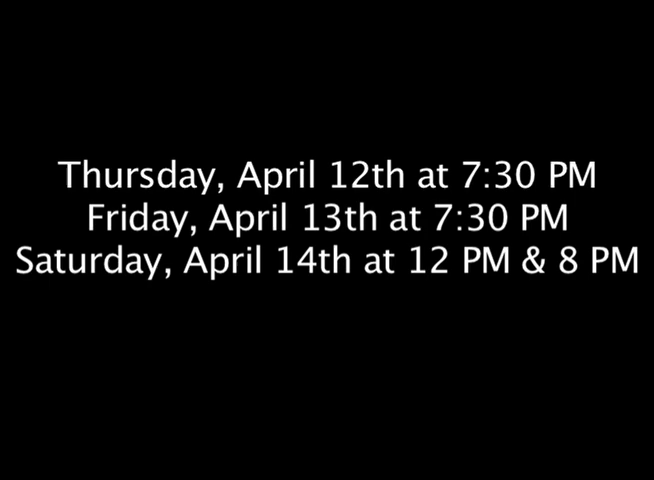 Thursday, April 12th at 7:30 PM
Friday, April 13th at 7:30 PM
Saturday, April 14th at 12 PM & 8 PM